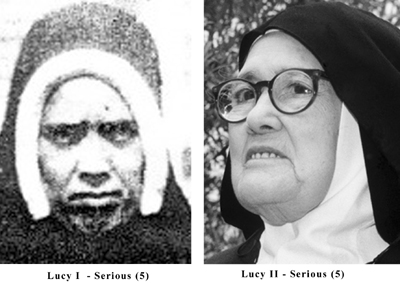 Lucy I - Serious (5)
Lucy II - Serious (5)